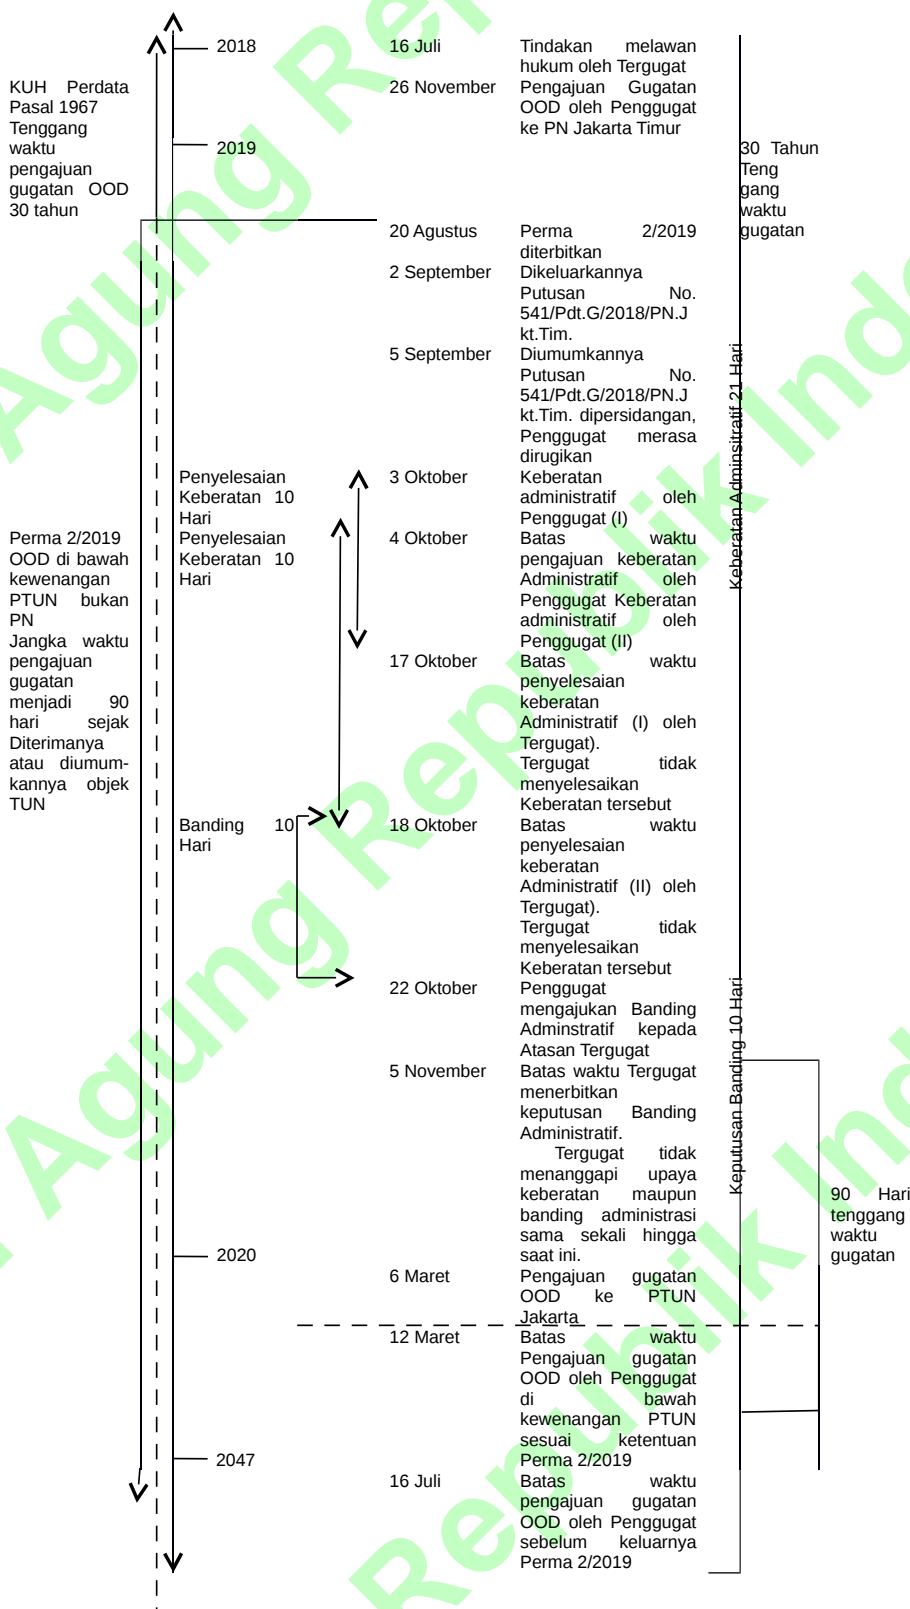 2018
16 Juli
Tindakan melawan
hukum oleh Tergugat
26 November
Pengajuan Gugatan
OOD oleh Penggugat
ke PN Jakarta Timur
KUH Perdata
Pasal 1967
Tenggang
waktu
pengajuan
gugatan OOD
30 tahun
2019
30 Tahun
Teng
gang
waktu
gugatan
20 Agustus
Perma 2/2019
diterbitkan
2 September
Dikeluarkannya
Putusan No.
541/Pdt.G/2018/PN.J
kt.Tim.
5 September
Diumumkannya
Putusan No.
541/Pdt.G/2018/PN.J
kt.Tim. dipersidangan,
Penggugat merasa
dirugikan
Keberatan Adminsitratif 21 Hari
Penyelesaian
Keberatan 10
Hari
3 Oktober
Keberatan
administratif oleh
Penggugat (I)
Penyelesaian
Keberatan 10
Hari
4 Oktober
Batas waktu
pengajuan keberatan
Administratif oleh
Penggugat Keberatan
administratif oleh
Penggugat (II)
Perma 2/2019
OOD di bawah
kewenangan
PTUN bukan
PN
Jangka waktu
pengajuan
gugatan
menjadi 90
hari sejak
Diterimanya
atau diumum-
kannya objek
TUN
17 Oktober
Batas waktu
penyelesaian
keberatan
Administratif (I) oleh
Tergugat).
Tergugat tidak
menyelesaikan
Keberatan tersebut
Banding 10
Hari
18 Oktober
Batas waktu
penyelesaian
keberatan
Administratif (II) oleh
Tergugat).
Tergugat tidak
menyelesaikan
Keberatan tersebut
22 Oktober
Penggugat
mengajukan Banding
Adminstratif kepada
Atasan Tergugat
Keputusan Banding 10 Hari
5 November
Batas waktu Tergugat
menerbitkan
keputusan Banding
Administratif.
Tergugat tidak
menanggapi upaya
keberatan maupun
banding administrasi
sama sekali hingga
saat ini.
90 Hari
tenggang
waktu
gugatan
2020
6 Maret
Pengajuan gugatan
OOD ke PTUN
Jakarta
12 Maret
Batas waktu
Pengajuan gugatan
OOD oleh Penggugat
di bawah
kewenangan PTUN
sesuai ketentuan
Perma 2/2019
2047
16 Juli
Batas waktu
pengajuan gugatan
OOD oleh Penggugat
sebelum keluarnya
Perma 2/2019
Agung Republik Indo
Agung Republik Indo
Republik